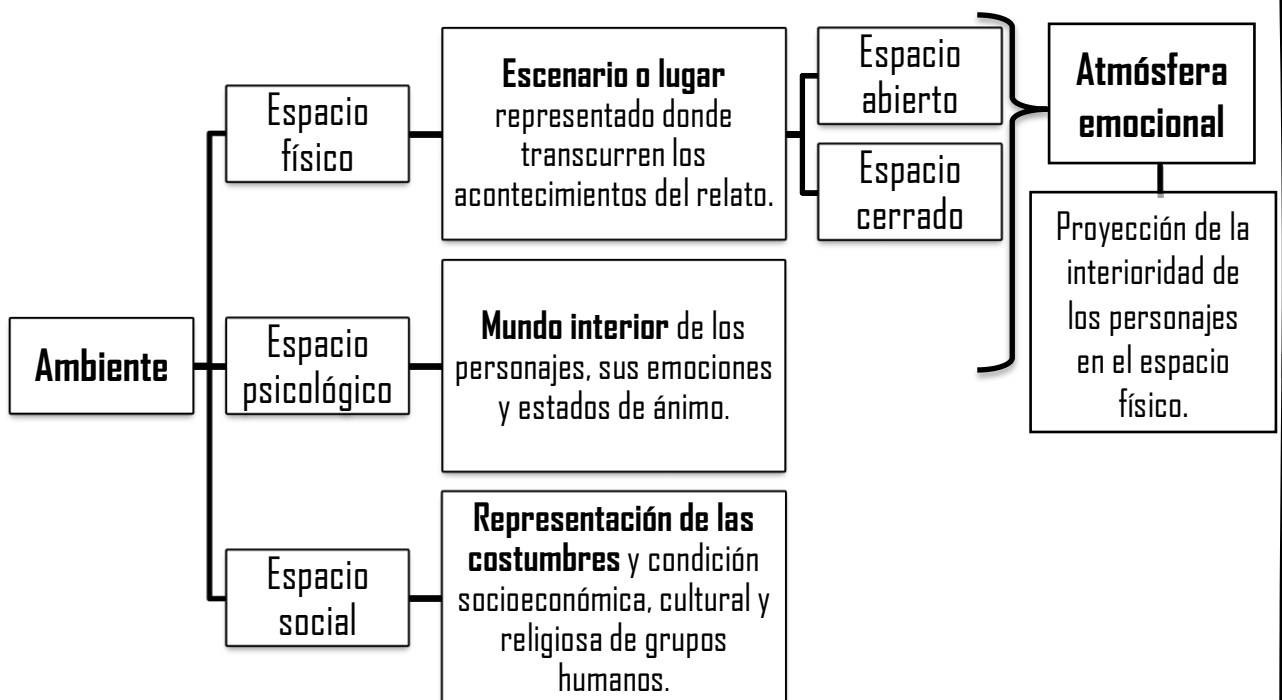 Ambiente
Espacio
físico
Escenario o lugar
representado donde
transcurren los
acontecimientos del relato.
Espacio
abierto
Espacio
cerrado
Atmósfera
emocional
Proyección de la
interioridad de
los personajes
en el espacio
físico.
Espacio
psicológico
Mundo interior de los
personajes, sus emociones
y estados de ánimo.
Espacio
social
Representación de las
costumbres y condición
socioeconómica, cultural y
religiosa de grupos
humanos.